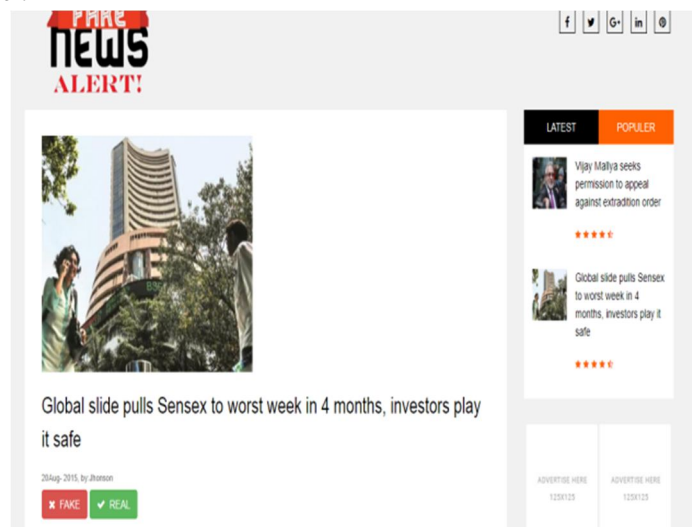 FAKE
NEWS
ALERT!
f G+ in
LATEST POPULER
Vijay Mallya seeks
permission to appeal
against extradition order
Global slide pulls Sensex
to worst week in 4
months, investors play it
safe
BSE
Global slide pulls Sensex to worst week in 4 months, investors play
it safe
20Aug- 2015, by Jhonson
✖ FAKE ✔ REAL
ADVERTISE HERE
125X125
ADVERTISE HERE
125X125